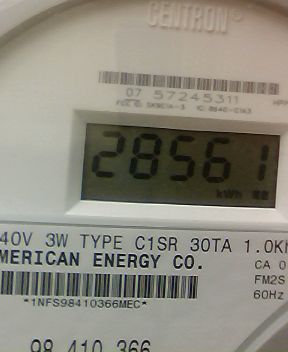 CENTRON®
07 57245311
28561
kWh
40V 3W TYPE C1SR 30TA 1.0K
MERICAN ENERGY CO.
CA 0
FM2S
60Hz
*1NFS98410366MEC*
98 410 366